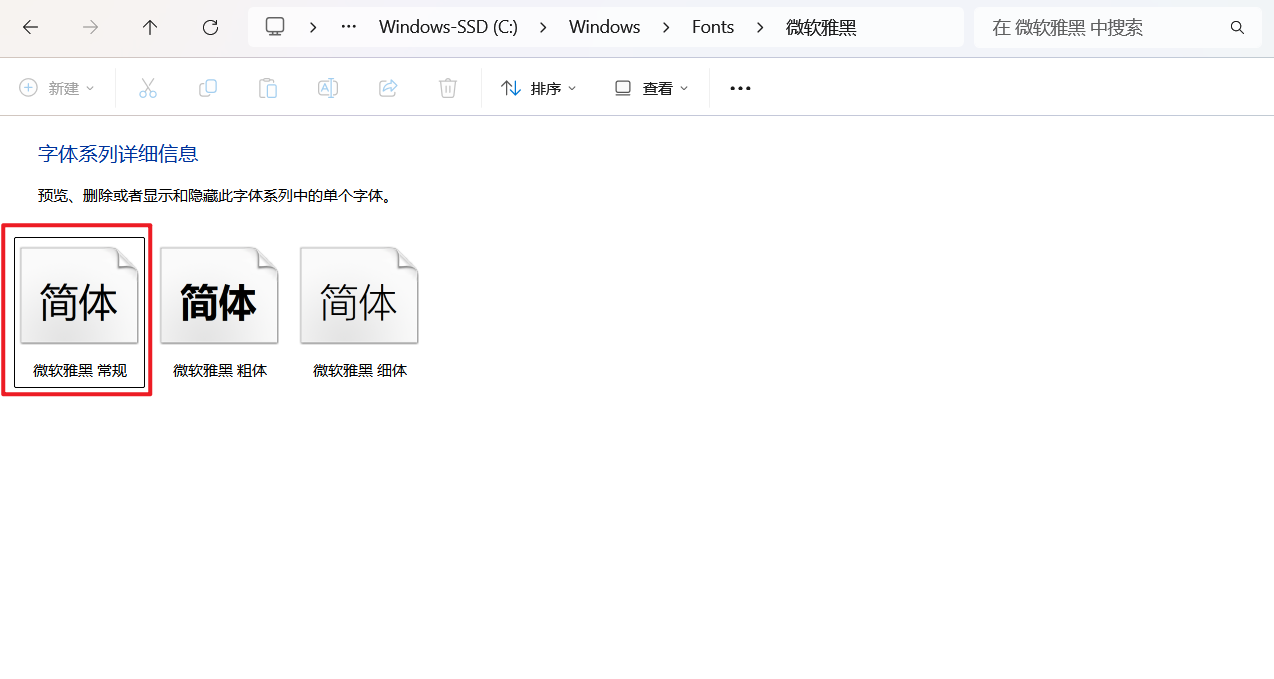 Windows-SSD (C:) Windows Fonts 微软雅黑
在 微软雅黑 中搜索
新建 排序 查看
字体系列详细信息
预览、删除或者显示和隐藏此字体系列中的单个字体。
简体 简体 简体
微软雅黑 常规 微软雅黑 粗体 微软雅黑 细体